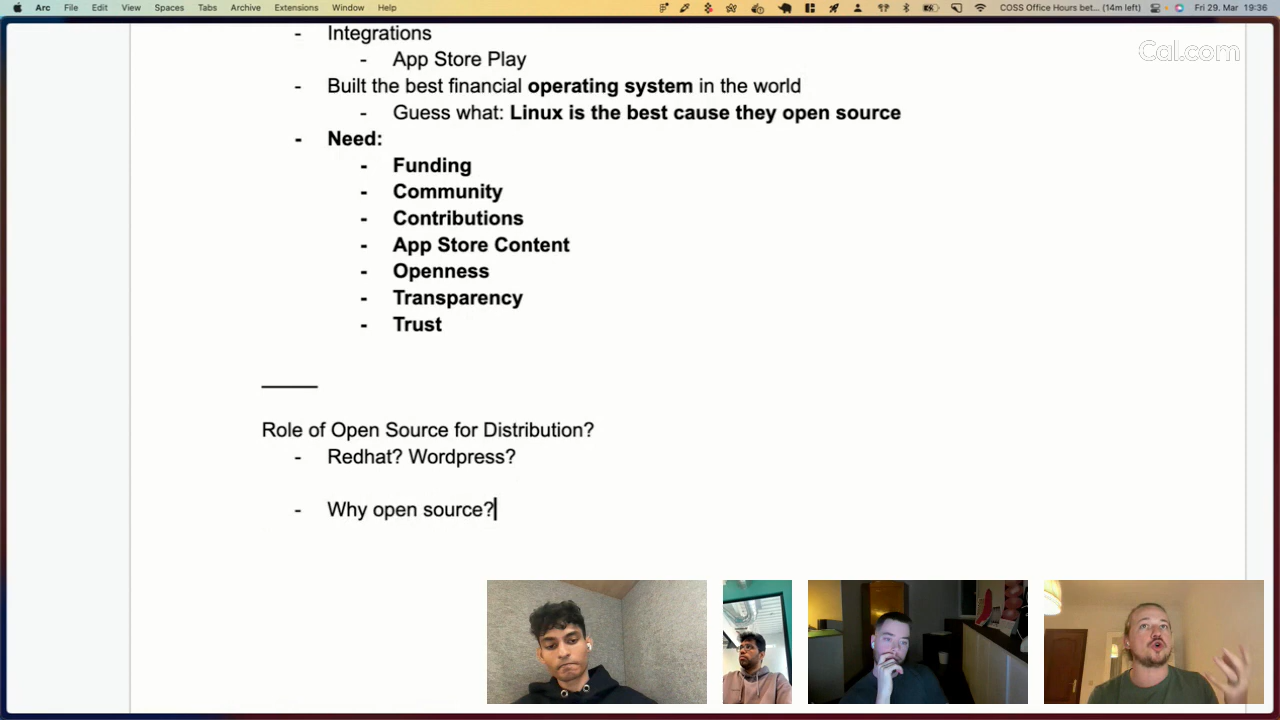 Arc File Edit View Spaces Tabs Archive Extensions Window Help COSS Office Hours bet... (14m left) Fri 29. Mar 19:36
Cal.com
- Integrations
- App Store Play
- Built the best financial operating system in the world
- Guess what: Linux is the best cause they open source
- Need:
- Funding
- Community
- Contributions
- App Store Content
- Openness
- Transparency
- Trust
Role of Open Source for Distribution?
- Redhat? Wordpress?
- Why open source?